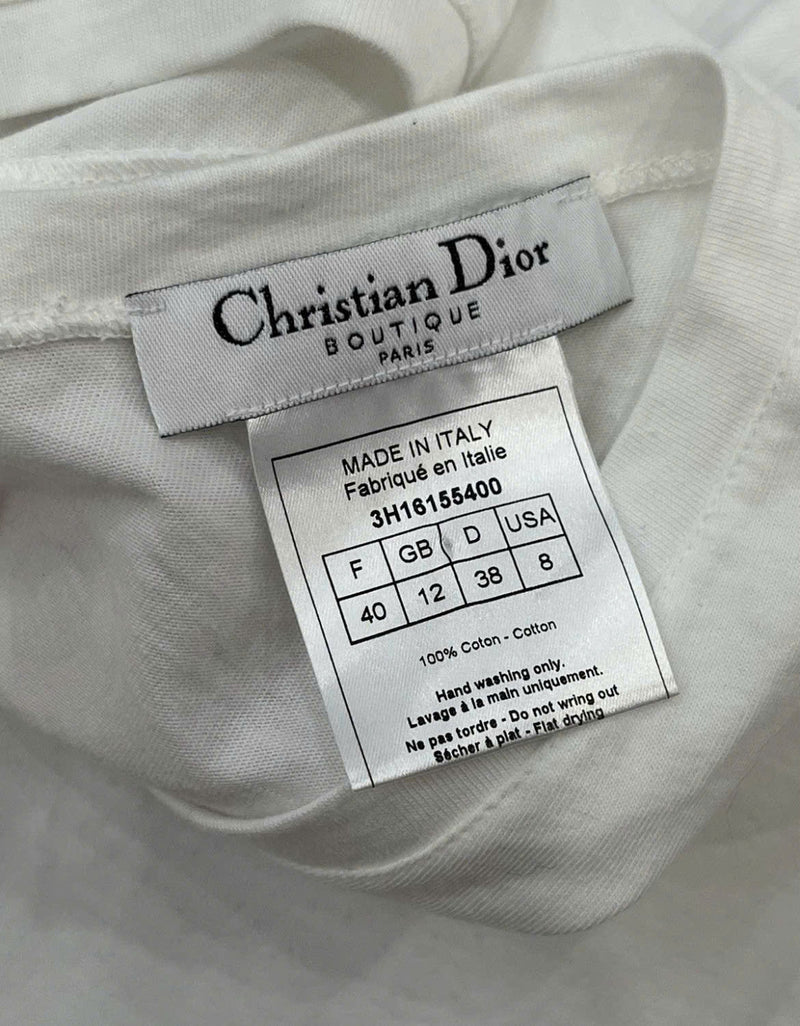 Christian Dior
BOUTIQUE
PARIS
MADE IN ITALY
Fabriqué en Italie
3H16155400
F GB D USA
40 12 38 8
100% Coton - Cotton
Hand washing only.
Lavage à la main uniquement.
Ne pas tordre - Do not wring out
Sécher à plat - Flat drying